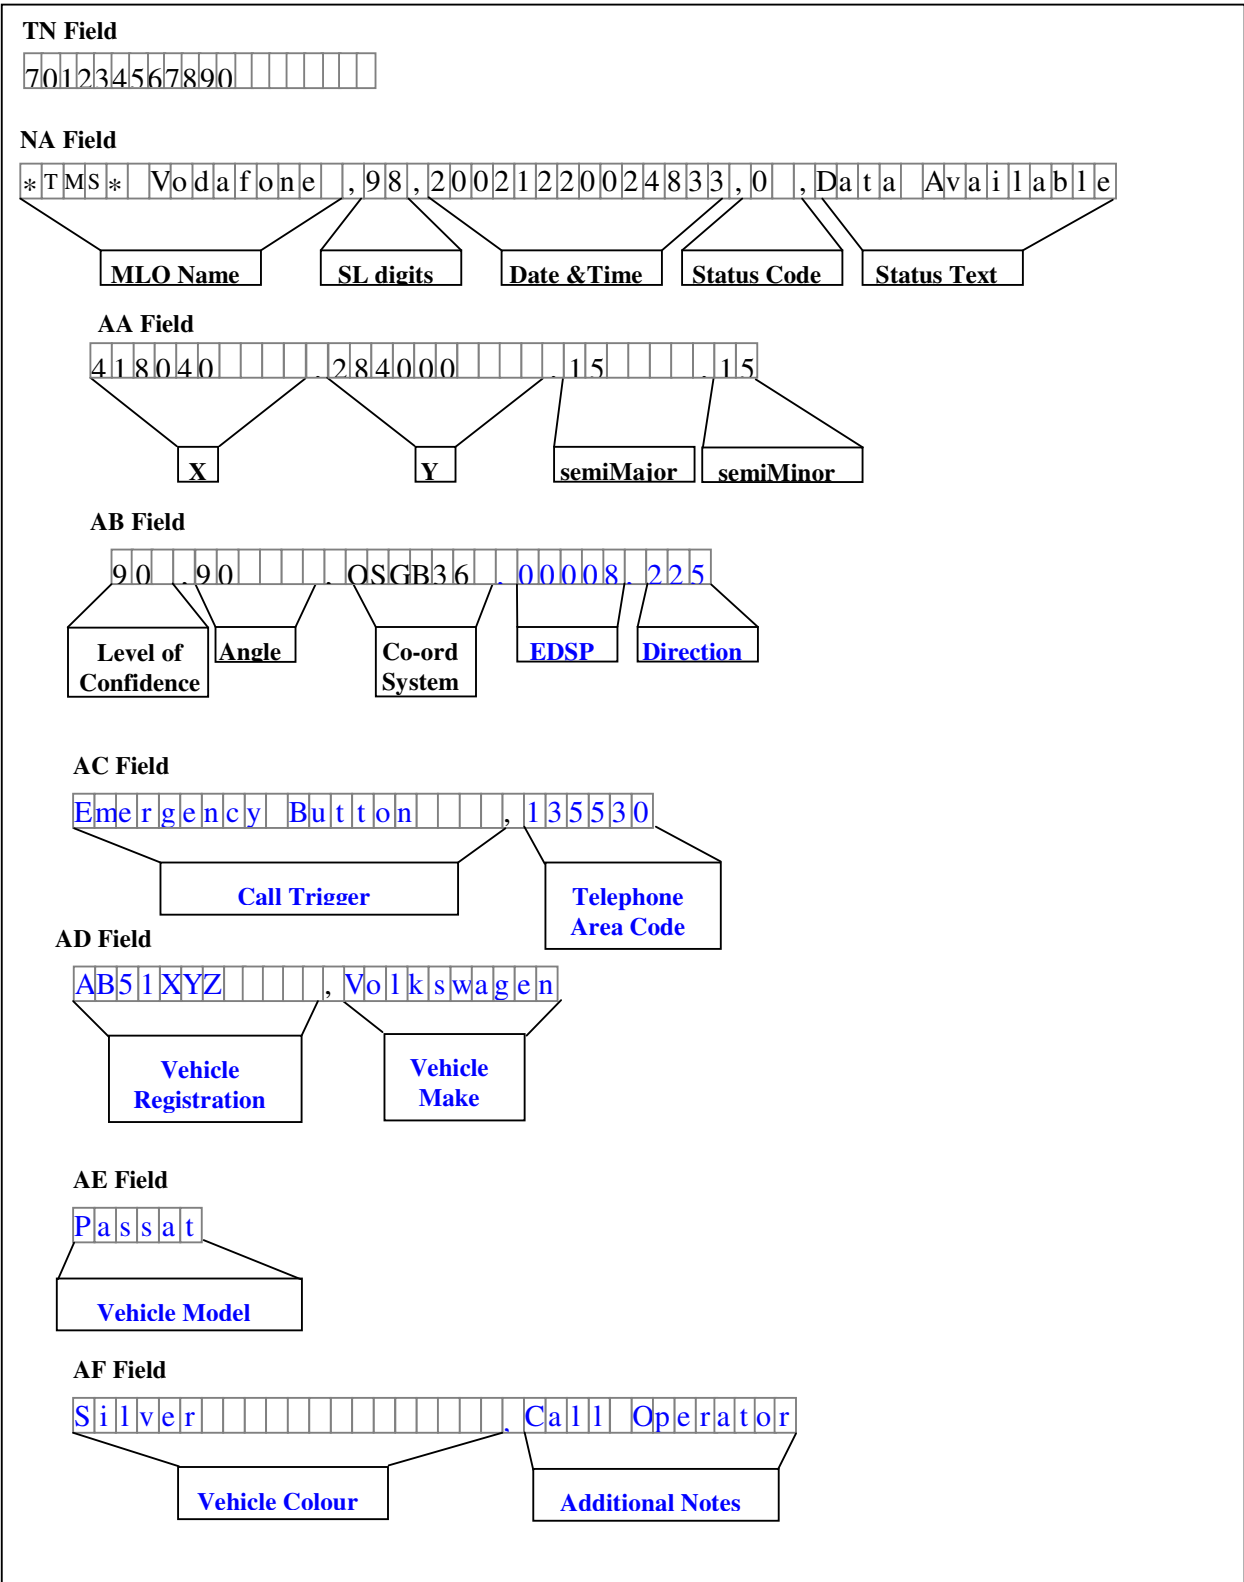 TN Field
701234567890
NA Field
*TMS* Vodafone ,98,20021220024833,0 ,Data Available
MLO Name SL digits Date &Time Status Code Status Text
AA Field
418040 ,284000 ,15 ,15
X Y semiMajor semiMinor
AB Field
90 ,90 , OSGB36 ,00008,225
Level of Angle Co-ord EDSP Direction
Confidence System
AC Field
Emergency Button ,135530
Call Trigger Telephone
Area Code
AD Field
AB51XYZ ,Volkswagen
Vehicle Vehicle
Registration Make
AE Field
Passat
Vehicle Model
AF Field
Silver ,Call Operator
Vehicle Colour Additional Notes